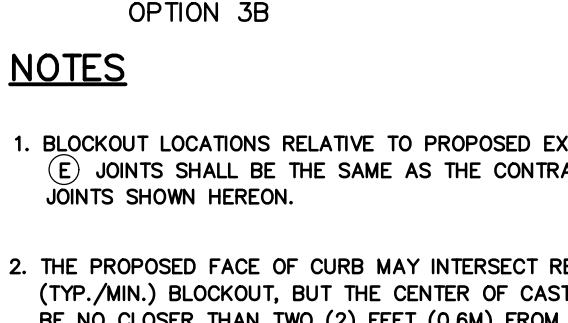 OPTION 3B
NOTES
1. BLOCKOUT LOCATIONS RELATIVE TO PROPOSED EX
E JOINTS SHALL BE THE SAME AS THE CONTRA
JOINTS SHOWN HEREON.
2. THE PROPOSED FACE OF CURB MAY INTERSECT RE
(TYP./MIN.) BLOCKOUT, BUT THE CENTER OF CAST
BE NO CLOSER THAN TWO (2) FEET (0.6M) FROM